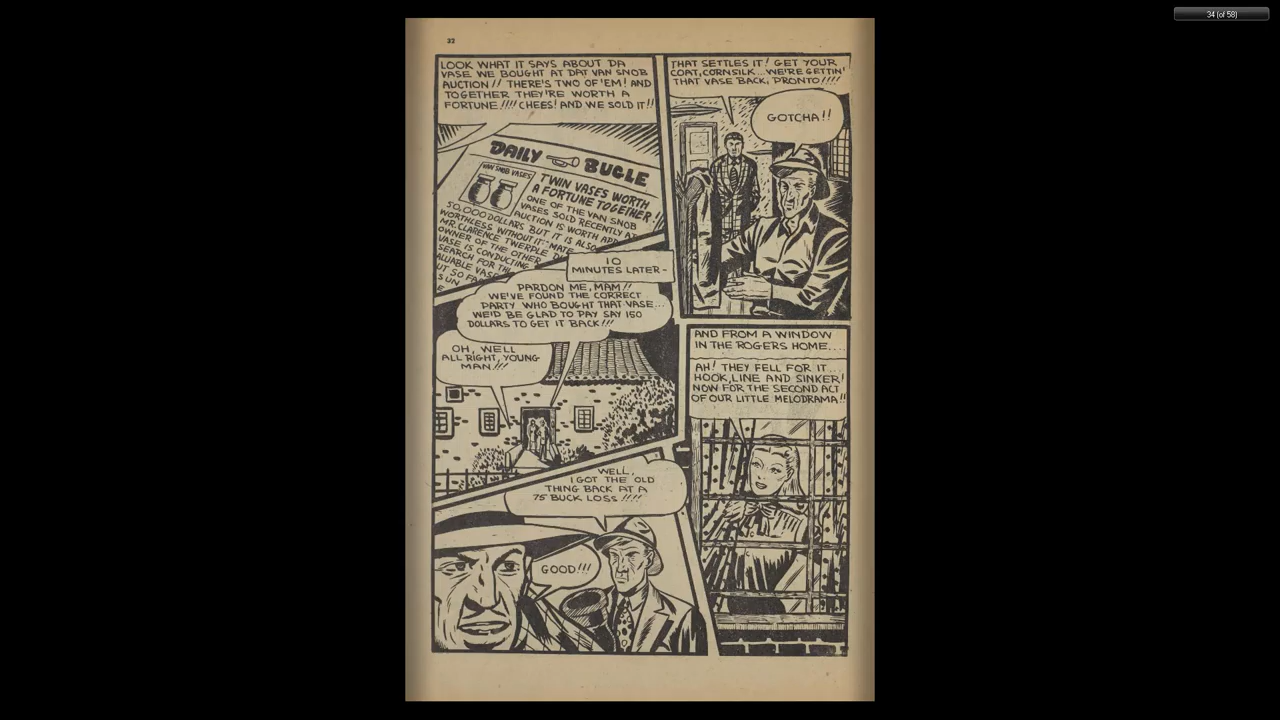 34 (of 58)
32
LOOK WHAT IT SAYS ABOUT DA
VASE WE BOUGHT AT DAT VAN SNOB
AUCTION!! THERE'S TWO OF 'EM! AND
TOGETHER THEY'RE WORTH A
FORTUNE!!!! CHEES! AND WE SOLD IT!!
DAILY BUGLE
VAN SNOB VASES
TWIN VASES WORTH
A FORTUNE TOGETHER!!
ONE OF THE VAN SNOB
VASES SOLD RECENTLY AT
AUCTION IS WORTH
50,000 DOLLARS BUT IT IS ALSO
WORTHLESS WITHOUT IT MATE
MR. CLARENCE TWERPLE
OWNER OF THE OTHER
VASE IS CONDUCTING
SEARCH FOR
VASE
UT SO
SUN
THAT SETTLES IT! GET YOUR
COAT, CORNSILK... WE'RE GETTIN'
THAT VASE BACK, PRONTO!!!!
GOTCHA!!
10
MINUTES LATER-
PARDON ME, MAM!!
WE'VE FOUND THE CORRECT
PARTY WHO BOUGHT THAT VASE...
WE'D BE GLAD TO PAY SAY 150
DOLLARS TO GET IT BACK!!!
OH, WELL
ALL RIGHT, YOUNG
MAN!!!
WELL,
I GOT THE OLD
THING BACK AT A
75 BUCK LOSS!!!!
GOOD!!!
AND FROM A WINDOW
IN THE ROGERS HOME....
AH! THEY FELL FOR IT...
HOOK, LINE AND SINKER!
NOW FOR THE SECOND ACT
OF OUR LITTLE MELODRAMA!!